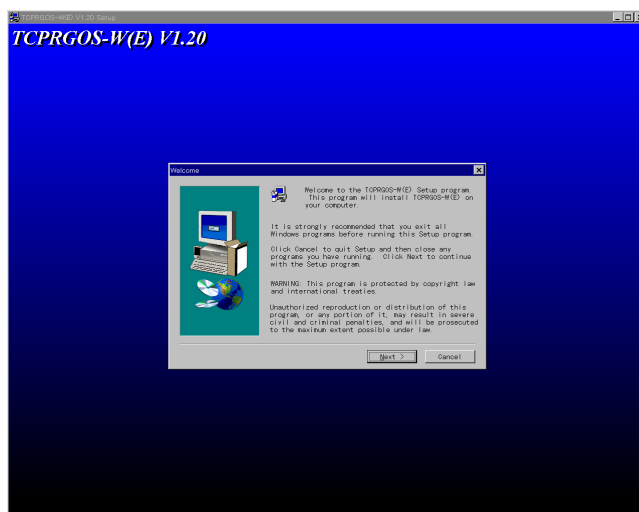 TCPRGOS-W(E) V1.20 Setup
TCPRGOS-W(E) V1.20
Welcome
Welcome to the TCPRGOS-W(E) Setup program.
This program will install TCPRGOS-W(E) on
your computer.
It is strongly recommended that you exit all
Windows programs before running this Setup program.
Click Cancel to quit Setup and then close any
programs you have running. Click Next to continue
with the Setup program.
WARNING: This program is protected by copyright law
and international treaties.
Unauthorized reproduction or distribution of this
program, or any portion of it, may result in severe
civil and criminal penalties, and will be prosecuted
to the maximum extent possible under law.
Next >
Cancel